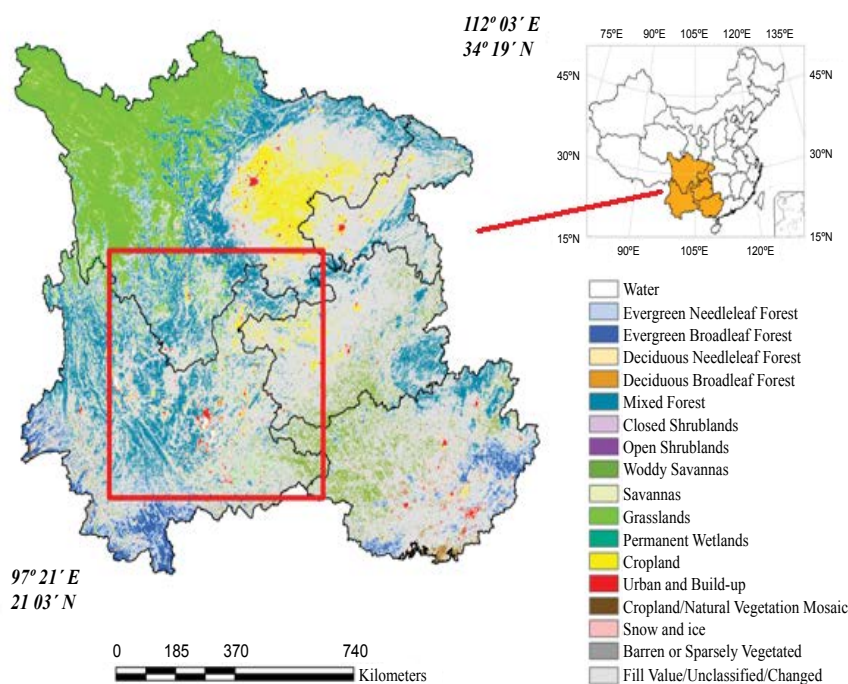 112º 03´ E
34º 19´ N
75ºE 90ºE 105ºE 120ºE 135ºE
45ºN 45ºN
30ºN 30ºN
15ºN 15ºN
90ºE 105ºE 120ºE
Water
Evergreen Needleleaf Forest
Evergreen Broadleaf Forest
Deciduous Needleleaf Forest
Deciduous Broadleaf Forest
Mixed Forest
Closed Shrublands
Open Shrublands
Woddy Savannas
Savannas
Grasslands
Permanent Wetlands
Cropland
Urban and Build-up
Cropland/Natural Vegetation Mosaic
Snow and ice
Barren or Sparsely Vegetated
Fill Value/Unclassified/Changed
97º 21´ E
21 03´ N
0 185 370 740
Kilometers